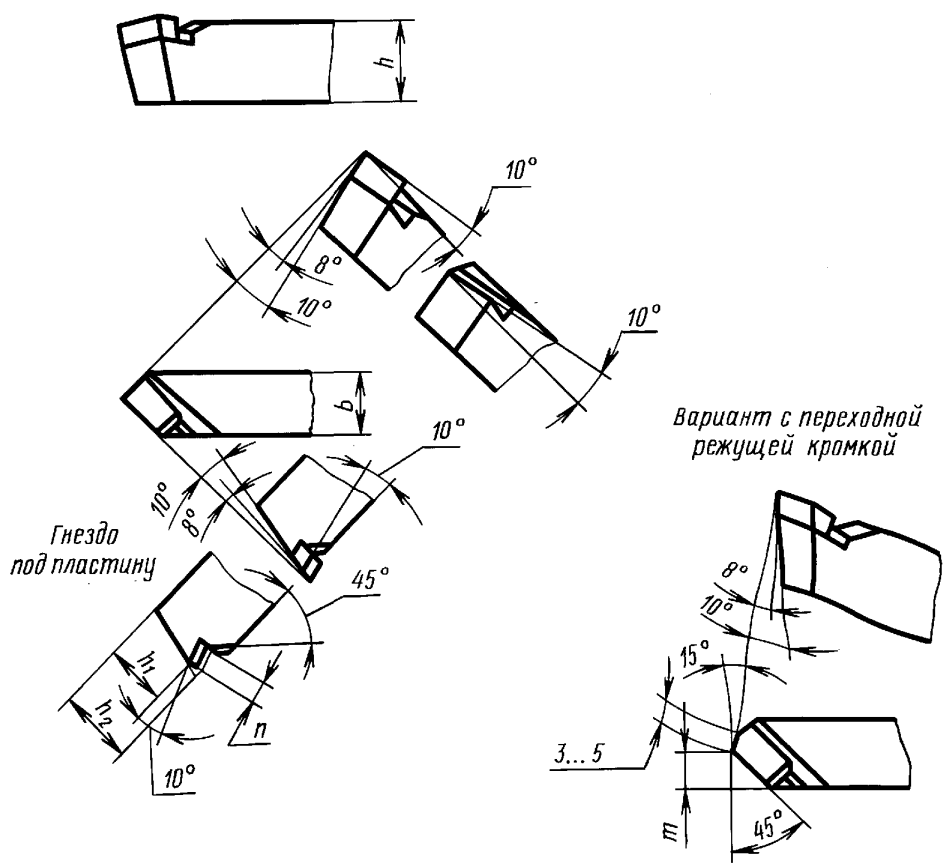 h
10°
8°
10°
10°
b
Вариант с переходной
режущей кромкой
10°
10°
8°
Гнездо
под пластину
45°
8°
10°
15°
h₁
h₂
n
10°
3...5
m
45°